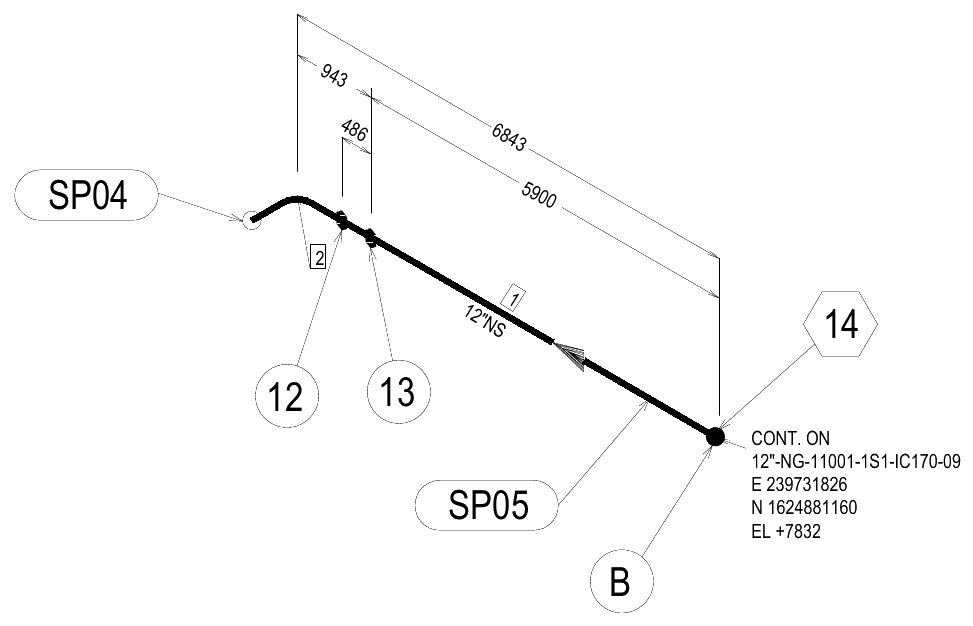 6843
943
486
5900
SP04
2
1
12"NS
14
12
13
CONT. ON
12"-NG-11001-1S1-IC170-09
E 239731826
N 1624881160
EL +7832
SP05
B